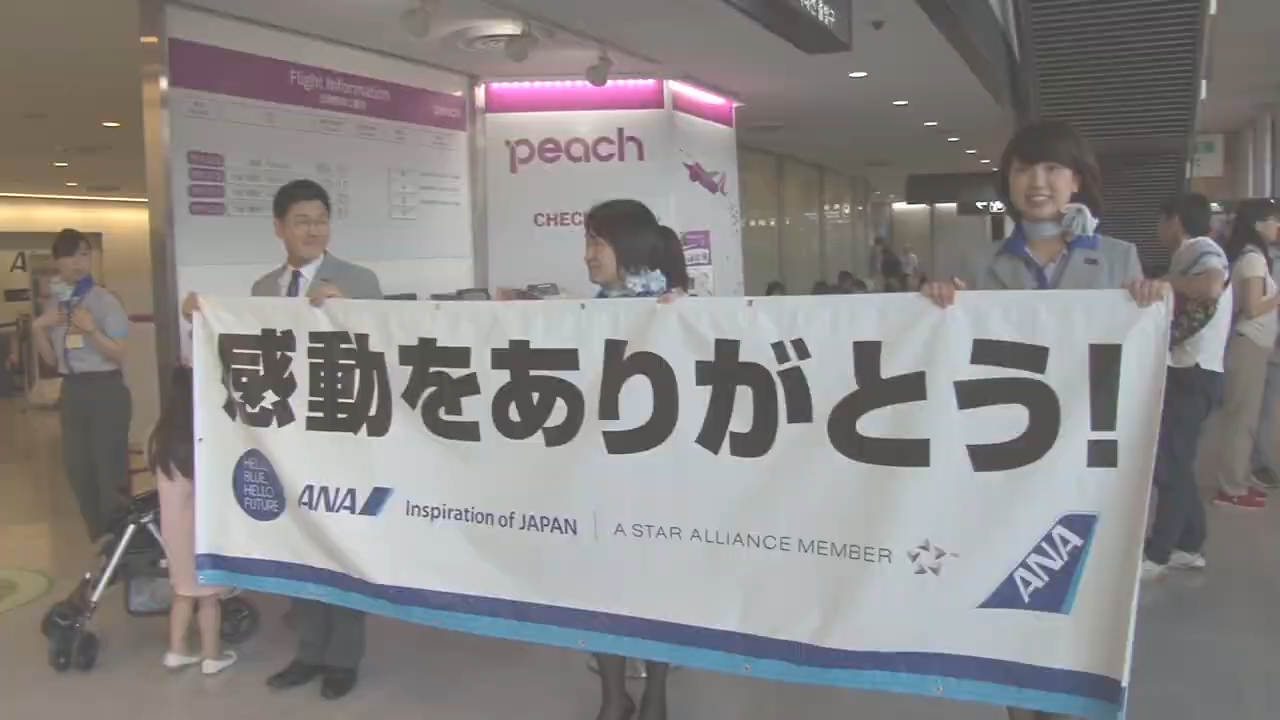 Flight Information
peach
peach
CHEC
感動をありがとう!
HELLO
BLUE,
HELLO
FUTURE
ANA
Inspiration of JAPAN
A STAR ALLIANCE MEMBER
ANA